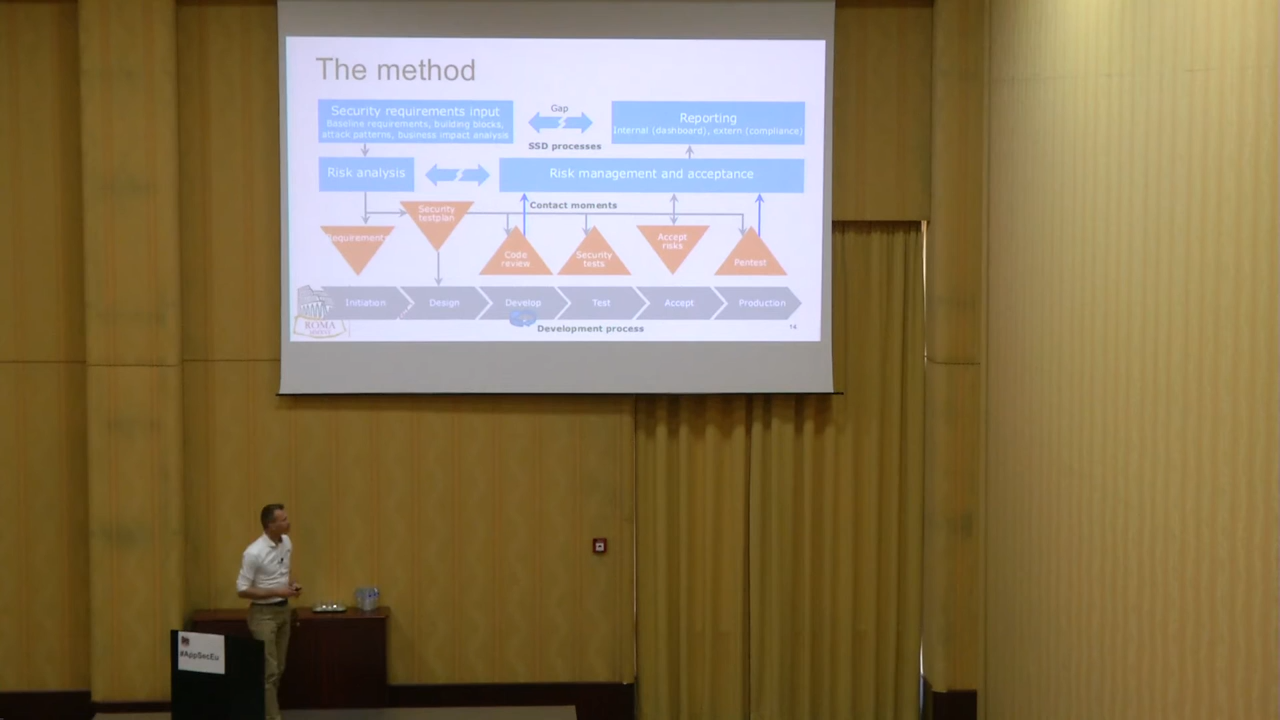 The method
Security requirements input
Baseline requirements, building blocks,
attack patterns, business impact analysis
Gap
SSD processes
Reporting
Internal (dashboard), extern (compliance)
Risk analysis
Risk management and acceptance
Contact moments
Requirements
Security
testplan
Code
review
Security
tests
Accept
risks
Pentest
Initiation
Design
Develop
Test
Accept
Production
Development process
ROMA
14
#AppSecEu